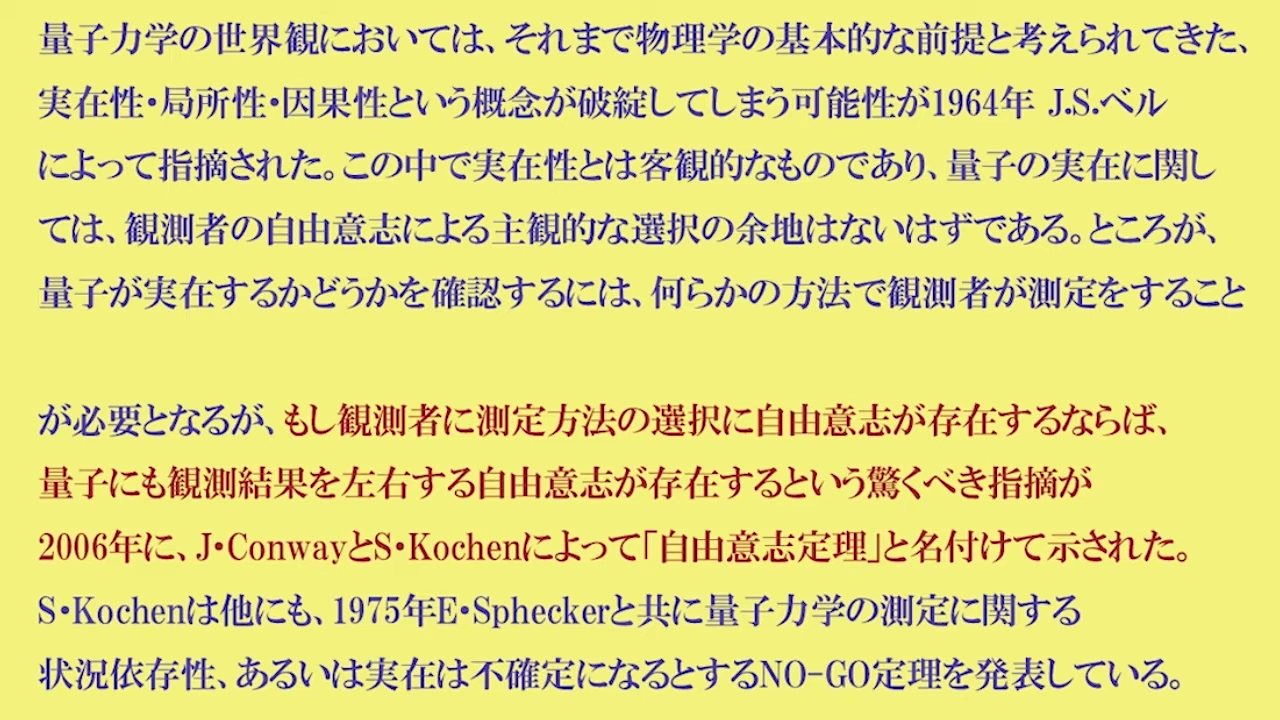 量子力学の世界観においては、それまで物理学の基本的な前提と考えられてきた、
実在性・局所性・因果性という概念が破綻してしまう可能性が1964年 J.S.ベル
によって指摘された。この中で実在性とは客観的なものであり、量子の実在に関し
ては、観測者の自由意志による主観的な選択の余地はないはずである。ところが、
量子が実在するかどうかを確認するには、何らかの方法で観測者が測定をすること
が必要となるが、もし観測者に測定方法の選択に自由意志が存在するならば、
量子にも観測結果を左右する自由意志が存在するという驚くべき指摘が
2006年に、J・ConwayとS・Kochenによって「自由意志定理」と名付けて示された。
S・Kochenは他にも、1975年E・Spheckerと共に量子力学の測定に関する
状況依存性、あるいは実在は不確定になるとするNO-GO定理を発表している。